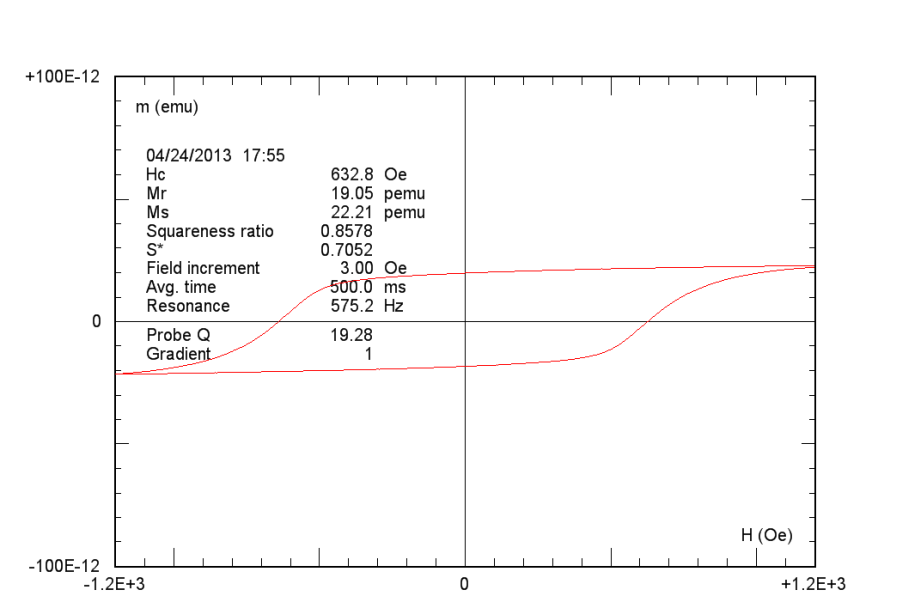 +100E-12
m (emu)
04/24/2013 17:55
Hc 632.8 Oe
Mr 19.05 pemu
Ms 22.21 pemu
Squareness ratio 0.8578
S* 0.7052
Field increment 3.00 Oe
Avg. time 500.0 ms
Resonance 575.2 Hz
0
Probe Q 19.28
Gradient 1
H (Oe)
-100E-12
-1.2E+3 0 +1.2E+3